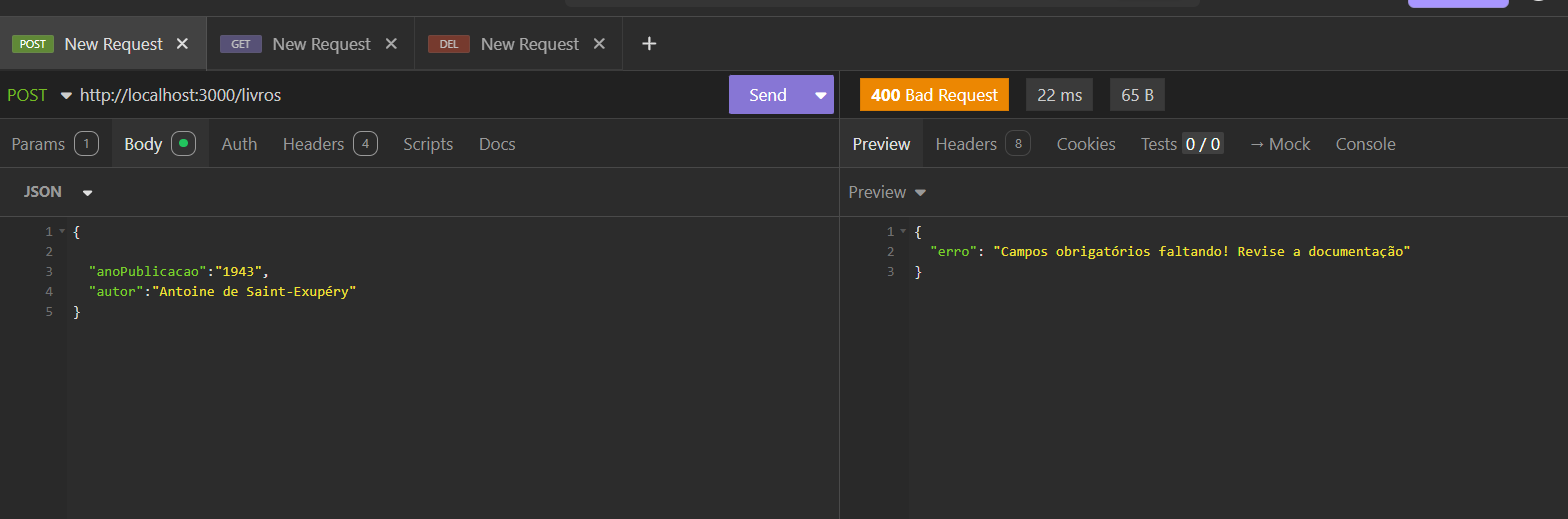 POST New Request × GET New Request × DEL New Request × +
POST http://localhost:3000/livros Send
400 Bad Request 22 ms 65 B
Params 1 Body Auth Headers 4 Scripts Docs
Preview Headers 8 Cookies Tests 0 / 0 → Mock Console
JSON
Preview
1 {
2
3 "anoPublicacao":"1943",
4 "autor":"Antoine de Saint-Exupéry"
5 }
1 {
2 "erro": "Campos obrigatórios faltando! Revise a documentação"
3 }